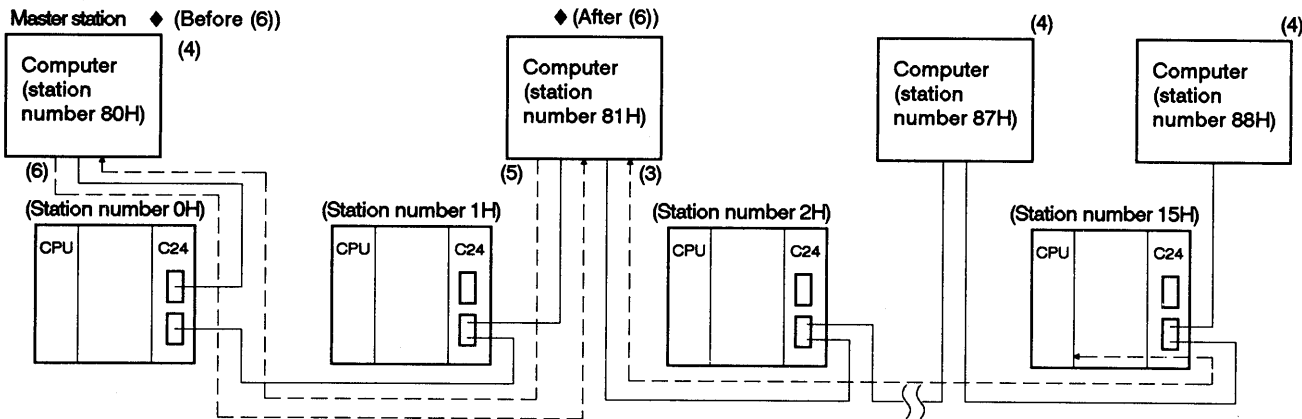 Master station ♦ (Before (6))
♦ (After (6))
(4)
Computer
(station
number 80H)
Computer
(station
number 81H)
(4)
Computer
(station
number 87H)
(4)
Computer
(station
number 88H)
(6)
(5)
(3)
(Station number 0H)
CPU
C24
(Station number 1H)
CPU
C24
(Station number 2H)
CPU
C24
(Station number 15H)
CPU
C24